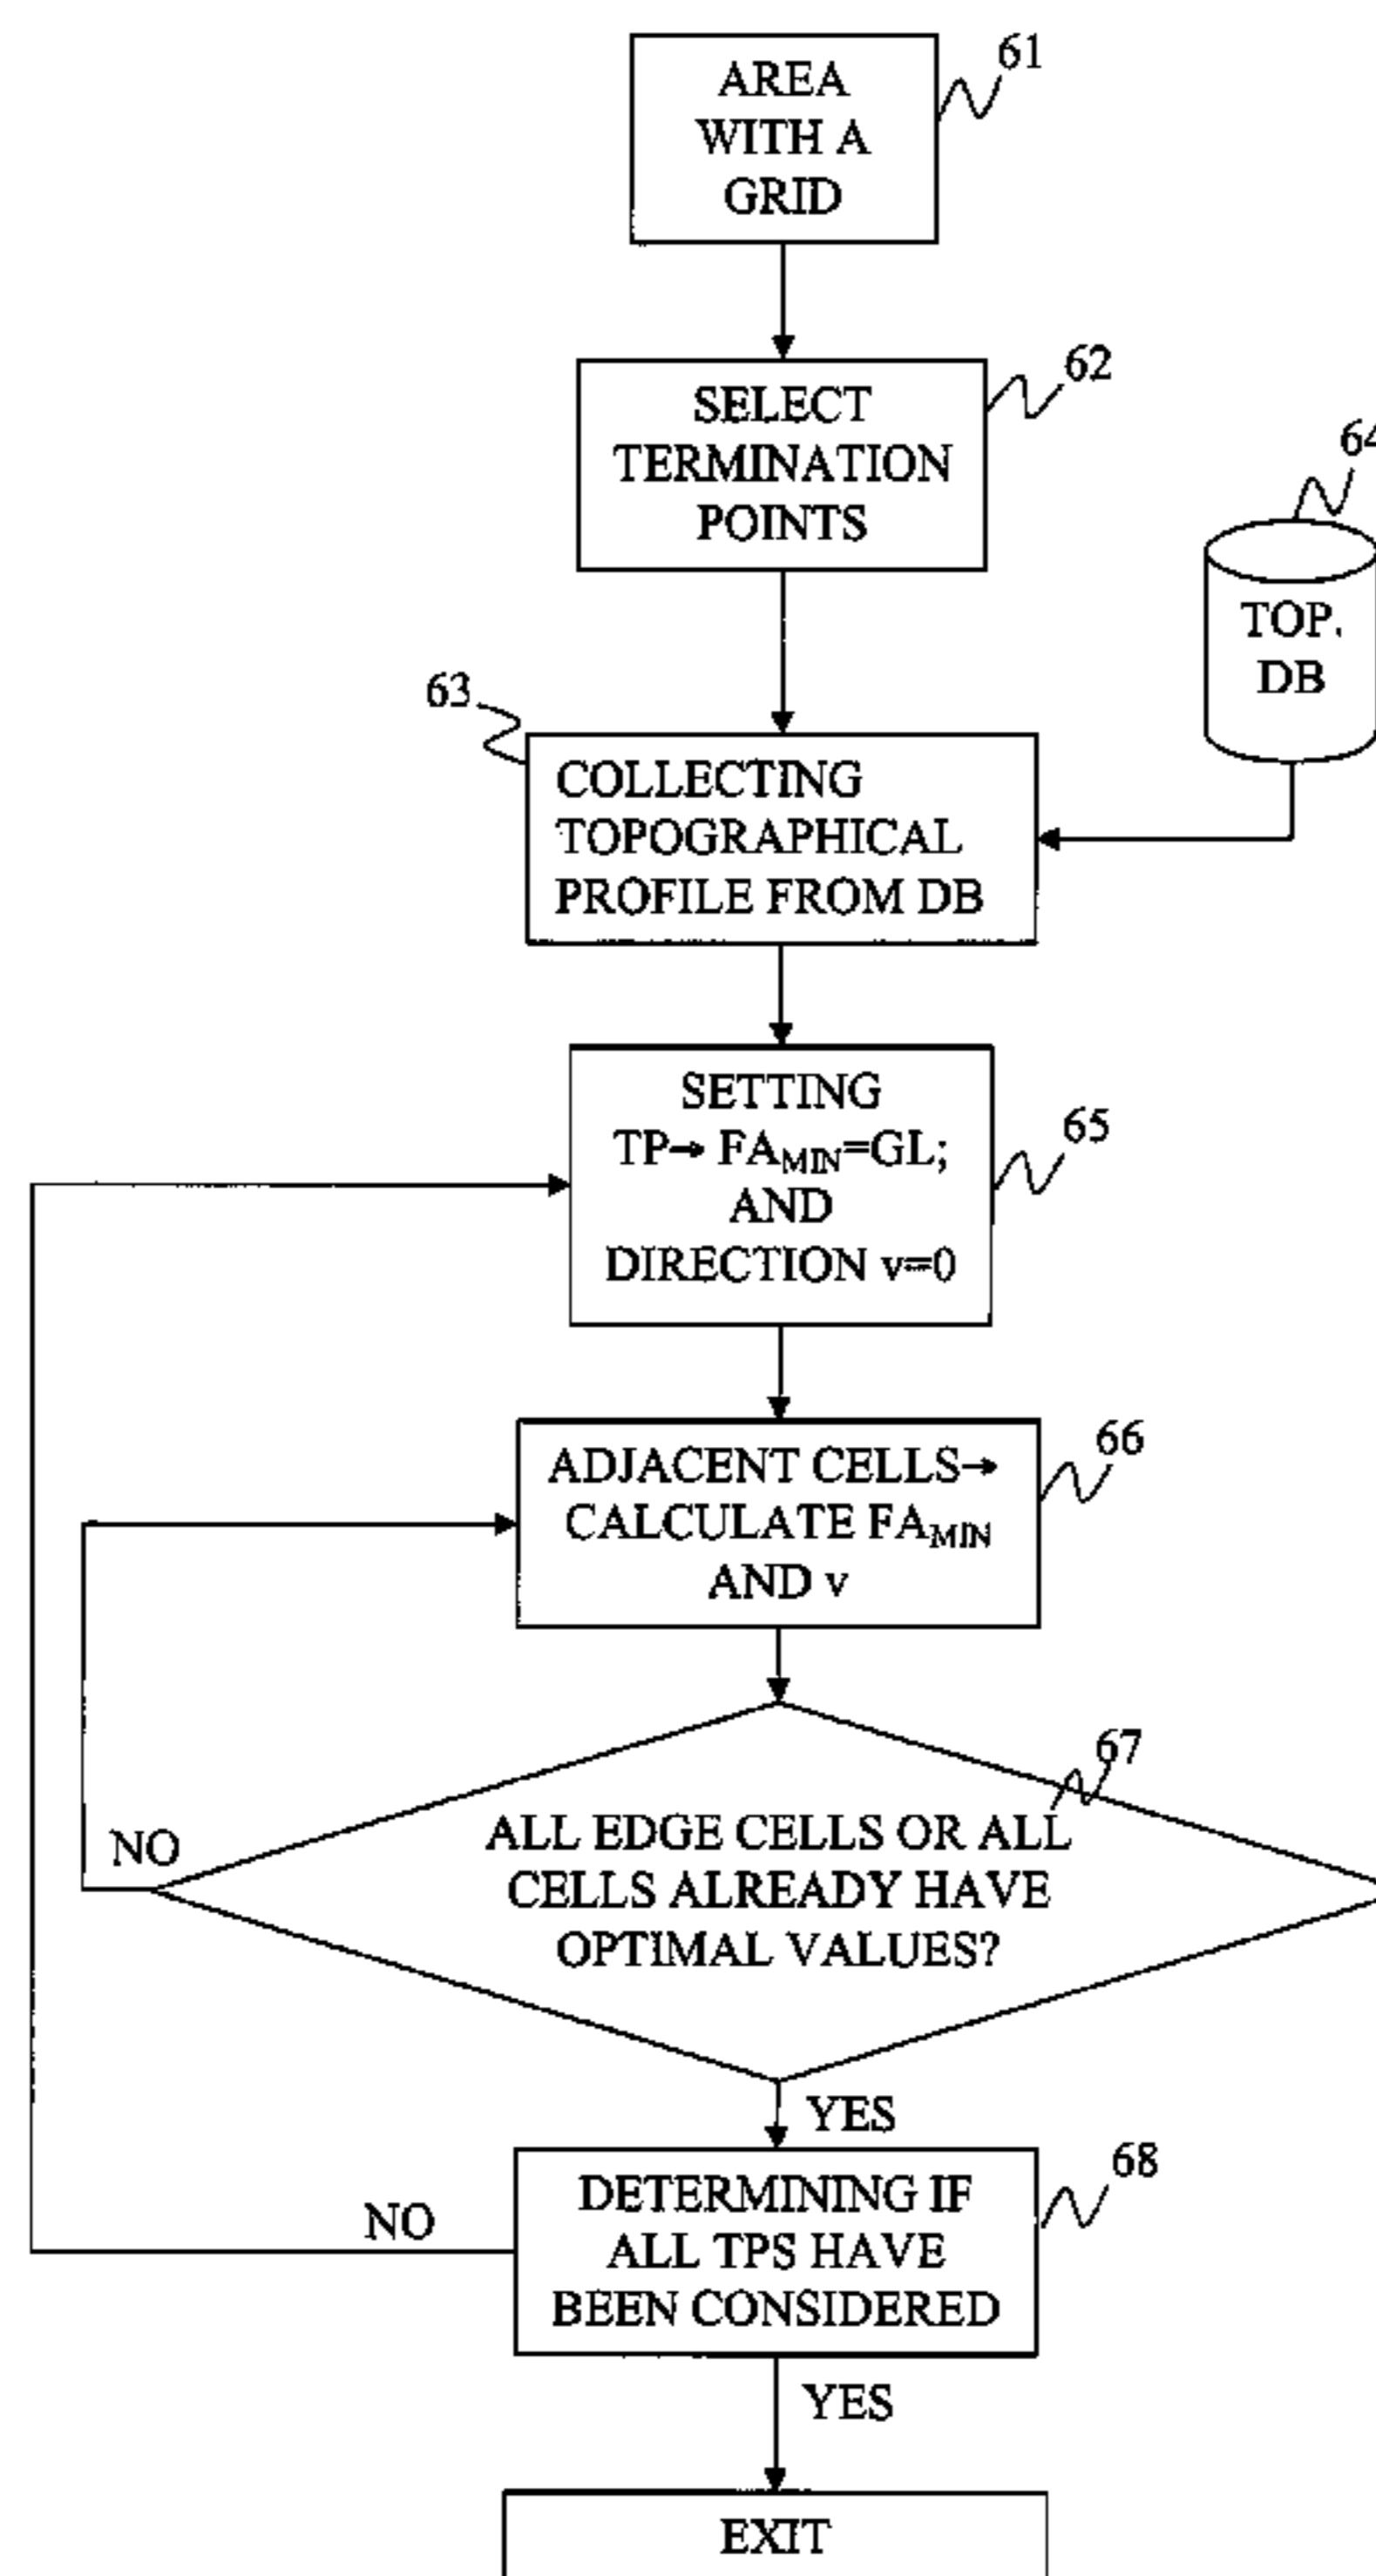 61
AREA
WITH A
GRID
62
SELECT
TERMINATION
POINTS
64
TOP.
DB
63
COLLECTING
TOPOGRAPHICAL
PROFILE FROM DB
65
SETTING
TP→ FAMIN=GL;
AND
DIRECTION v=0
66
ADJACENT CELLS→
CALCULATE FAMIN
AND v
67
ALL EDGE CELLS OR ALL
CELLS ALREADY HAVE
OPTIMAL VALUES?
NO
YES
68
DETERMINING IF
ALL TPS HAVE
BEEN CONSIDERED
NO
YES
EXIT